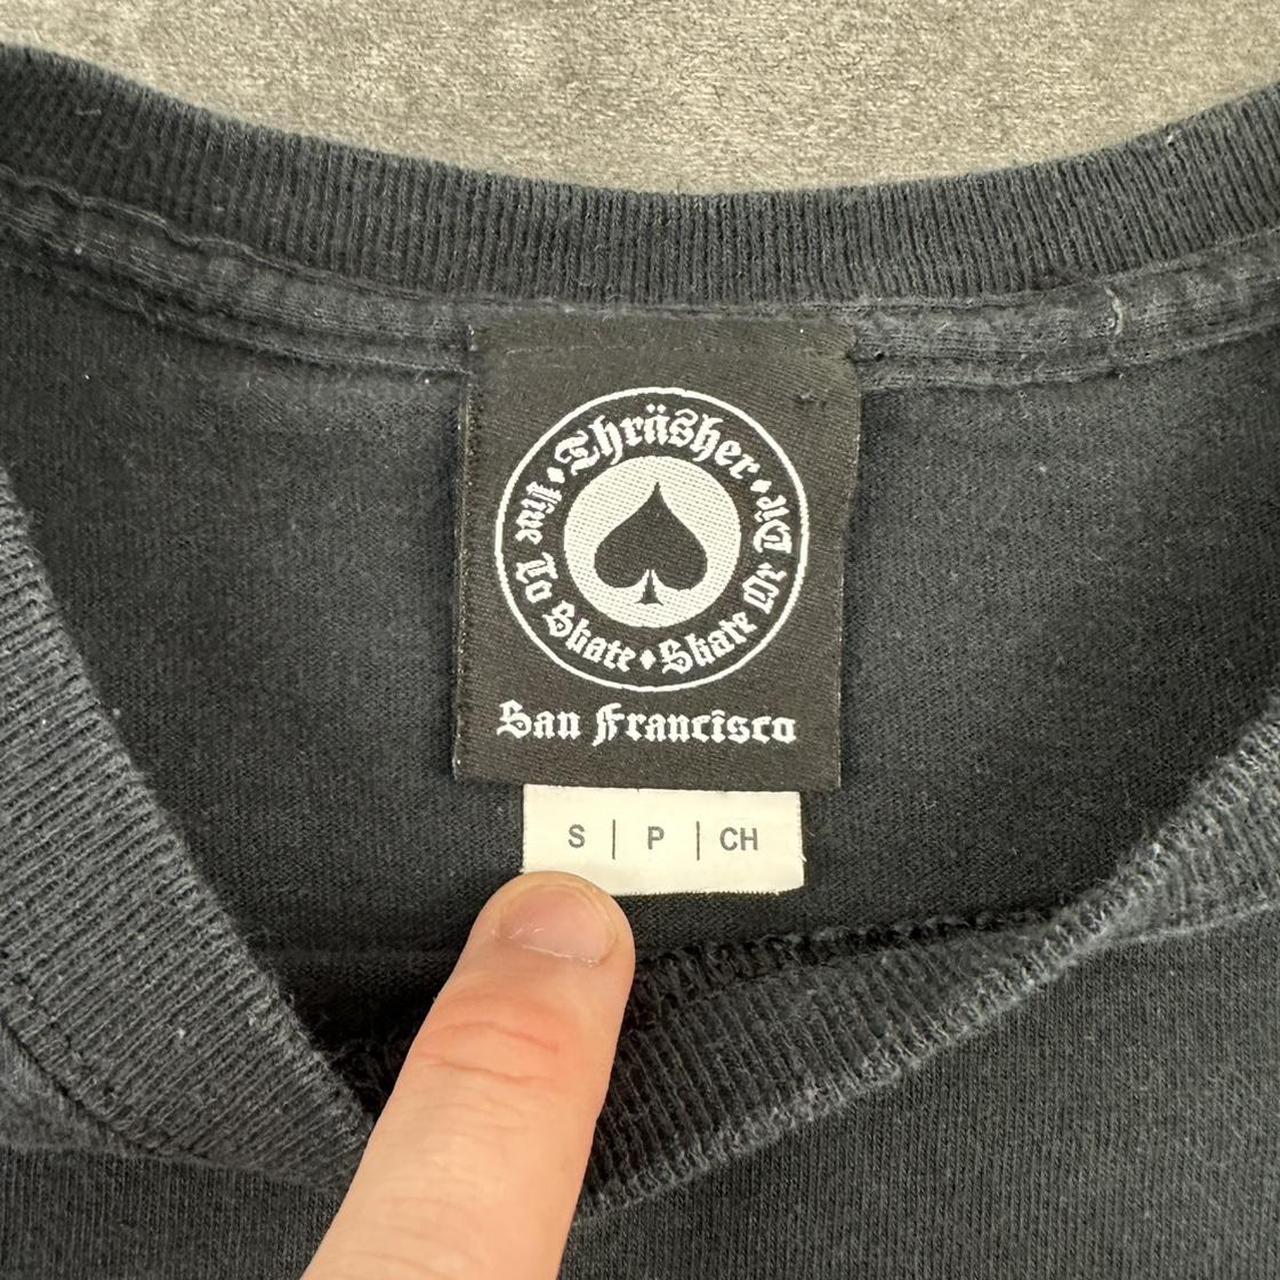 Thräsher
Live To Skate • Skate Or Die
San Francisco
S | P | CH